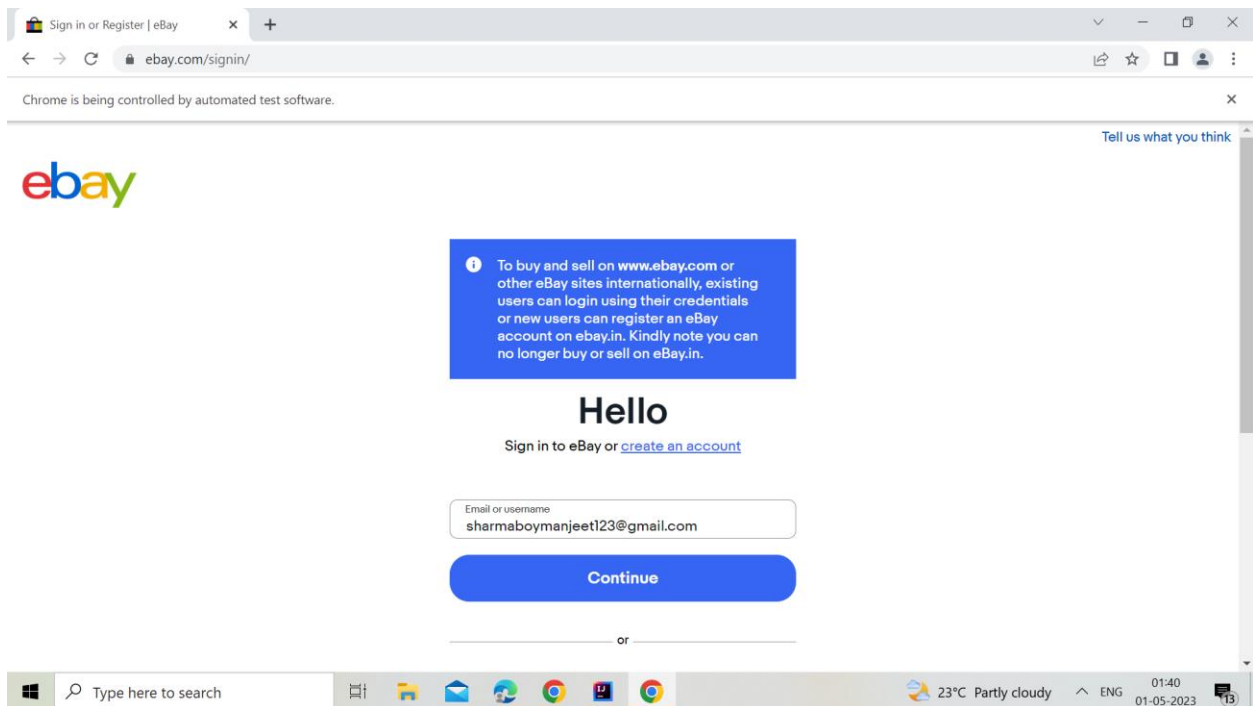 Sign in or Register | eBay
ebay.com/signin/
Chrome is being controlled by automated test software.
Tell us what you think
ebay
To buy and sell on www.ebay.com or
other eBay sites internationally, existing
users can login using their credentials
or new users can register an eBay
account on ebay.in. Kindly note you can
no longer buy or sell on eBay.in.
Hello
Sign in to eBay or create an account
Email or username
sharmaboymanjeet123@gmail.com
Continue
or
Type here to search
23°C Partly cloudy
ENG
01:40
01-05-2023
13